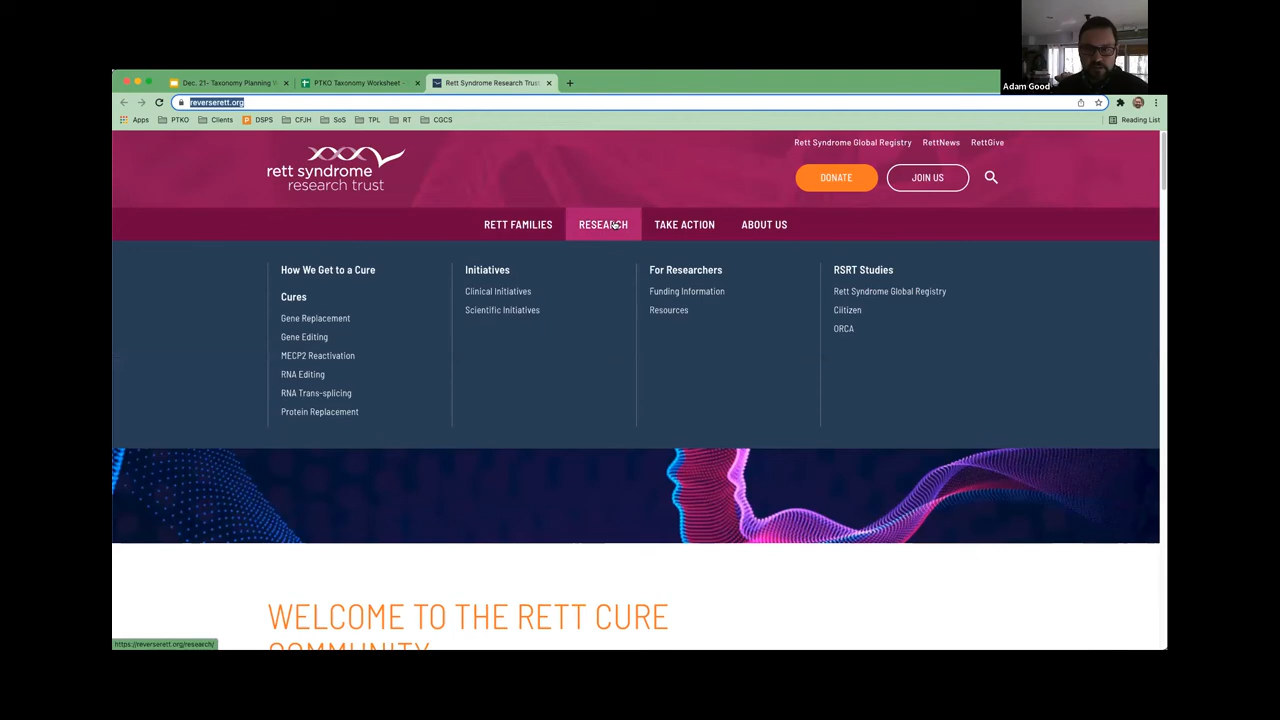 Adam Good
Dec. 21- Taxonomy Planning
PTKO Taxonomy Worksheet -
Rett Syndrome Research Trust
reverserett.org
Apps
PTKO
Clients
DSPS
CFJH
SoS
TPL
RT
CGCS
Reading List
Rett Syndrome Global Registry
RettNews
RettGive
rett syndrome
research trust
DONATE
JOIN US
RETT FAMILIES
RESEARCH
TAKE ACTION
ABOUT US
How We Get to a Cure
Cures
Gene Replacement
Gene Editing
MECP2 Reactivation
RNA Editing
RNA Trans-splicing
Protein Replacement
Initiatives
Clinical Initiatives
Scientific Initiatives
For Researchers
Funding Information
Resources
RSRT Studies
Rett Syndrome Global Registry
Ciitizen
ORCA
WELCOME TO THE RETT CURE
COMMUNITY
https://reverserett.org/research/